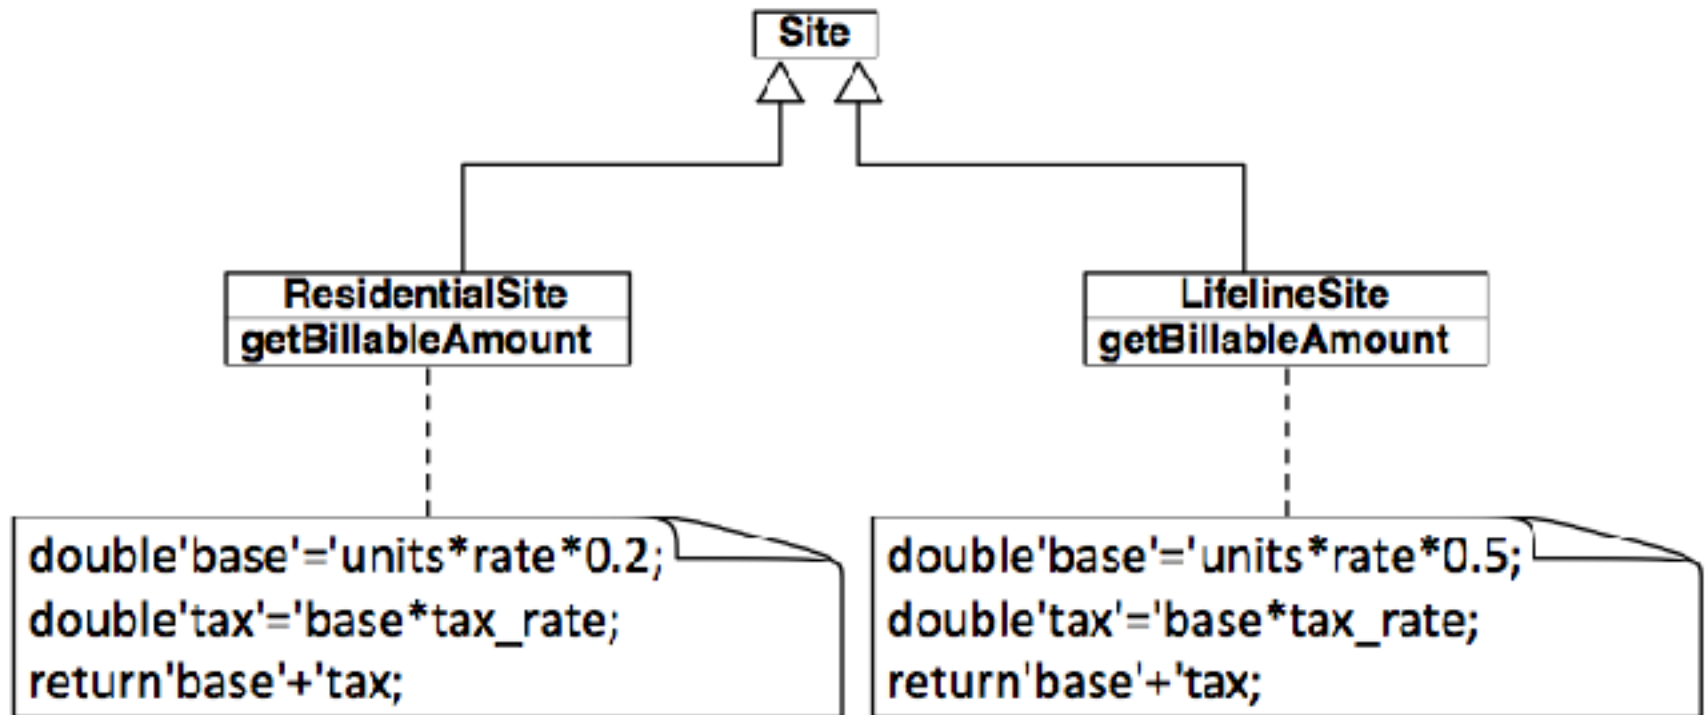 Site
ResidentialSite
getBillableAmount
LifelineSite
getBillableAmount
double'base'='units*rate*0.2;
double'tax'='base*tax_rate;
return'base'+'tax;
double'base'='units*rate*0.5;
double'tax'='base*tax_rate;
return'base'+'tax;